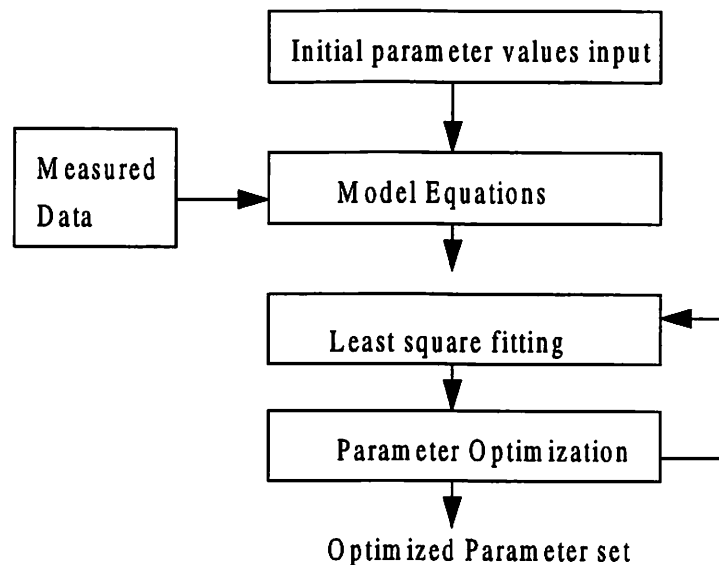 Initial parameter values input
Measured
Data
Model Equations
Least square fitting
Parameter Optimization
Optimized Parameter set